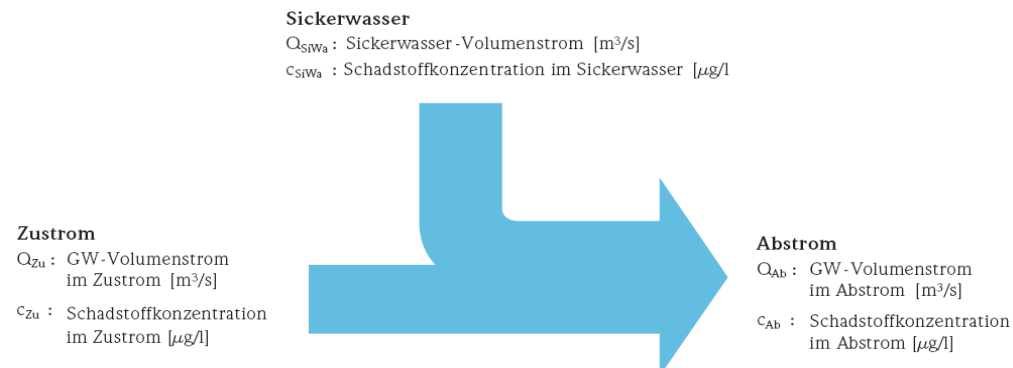 Sickerwasser
QSiWa : Sickerwasser-Volumenstrom [m³/s]
cSiWa : Schadstoffkonzentration im Sickerwasser [μg/l
Zustrom
QZu : GW-Volumenstrom
im Zustrom [m³/s]
cZu : Schadstoffkonzentration
im Zustrom [μg/l]
Abstrom
QAb : GW-Volumenstrom
im Abstrom [m³/s]
cAb : Schadstoffkonzentration
im Abstrom [μg/l]